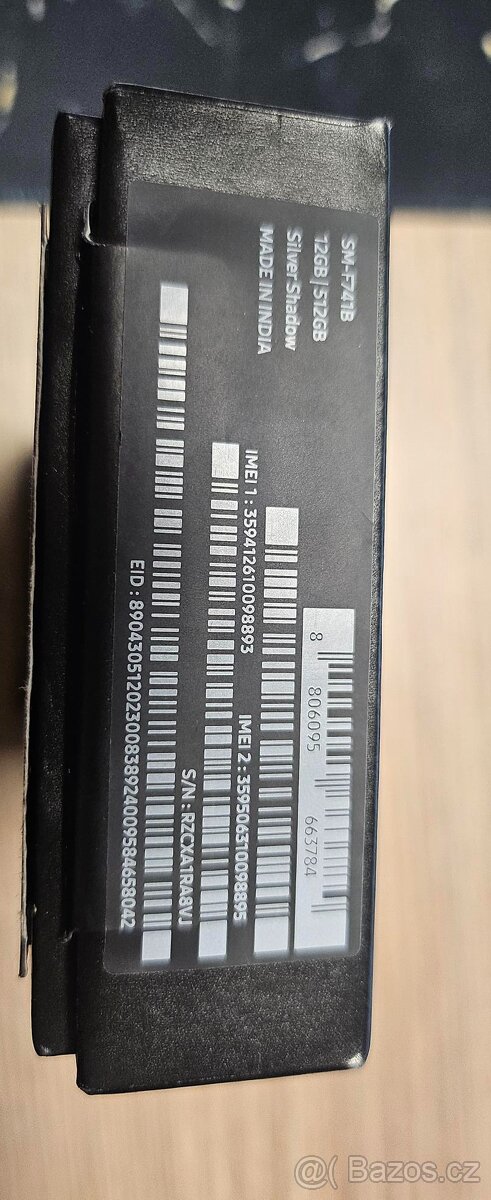 SM-F741B
12GB | 512GB
Silver Shadow
MADE IN INDIA
8 806095 663784
IMEI 1 : 359412610098893
IMEI 2 : 359506310098895
S/N : RZCXA1RA8VJ
EID : 89043051202300838924009584658042
@ Bazoš.cz